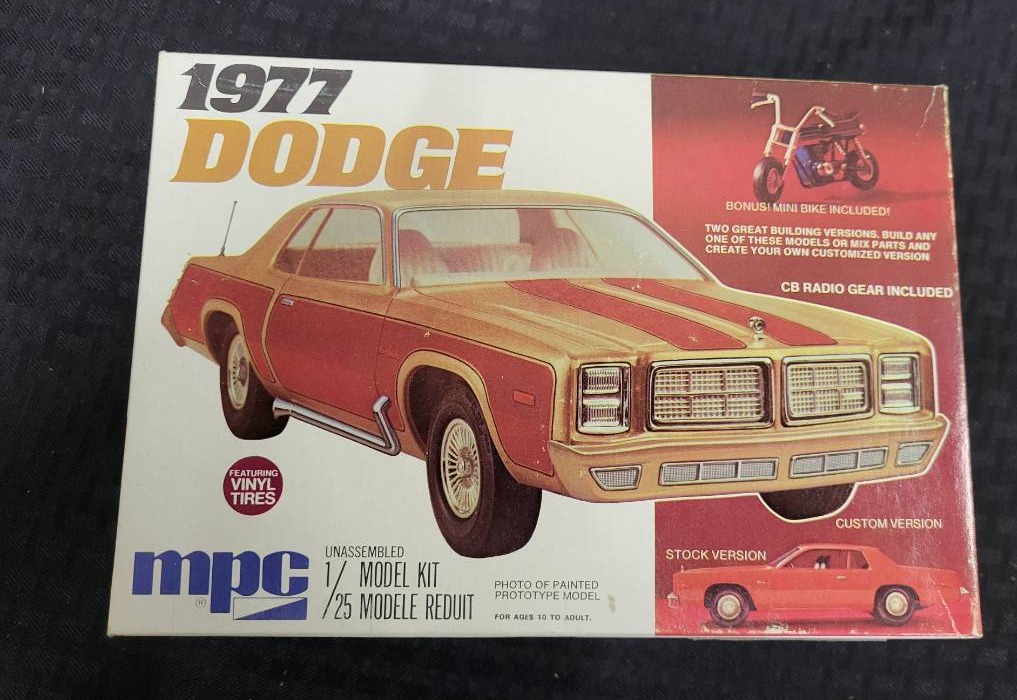 1977
DODGE
BONUS! MINI BIKE INCLUDED!
TWO GREAT BUILDING VERSIONS. BUILD ANY
ONE OF THESE MODELS OR MIX PARTS AND
CREATE YOUR OWN CUSTOMIZED VERSION
CB RADIO GEAR INCLUDED
FEATURING
VINYL
TIRES
CUSTOM VERSION
STOCK VERSION
mpc
®
UNASSEMBLED
1/ MODEL KIT
/25 MODELE REDUIT
PHOTO OF PAINTED
PROTOTYPE MODEL
FOR AGES 10 TO ADULT.